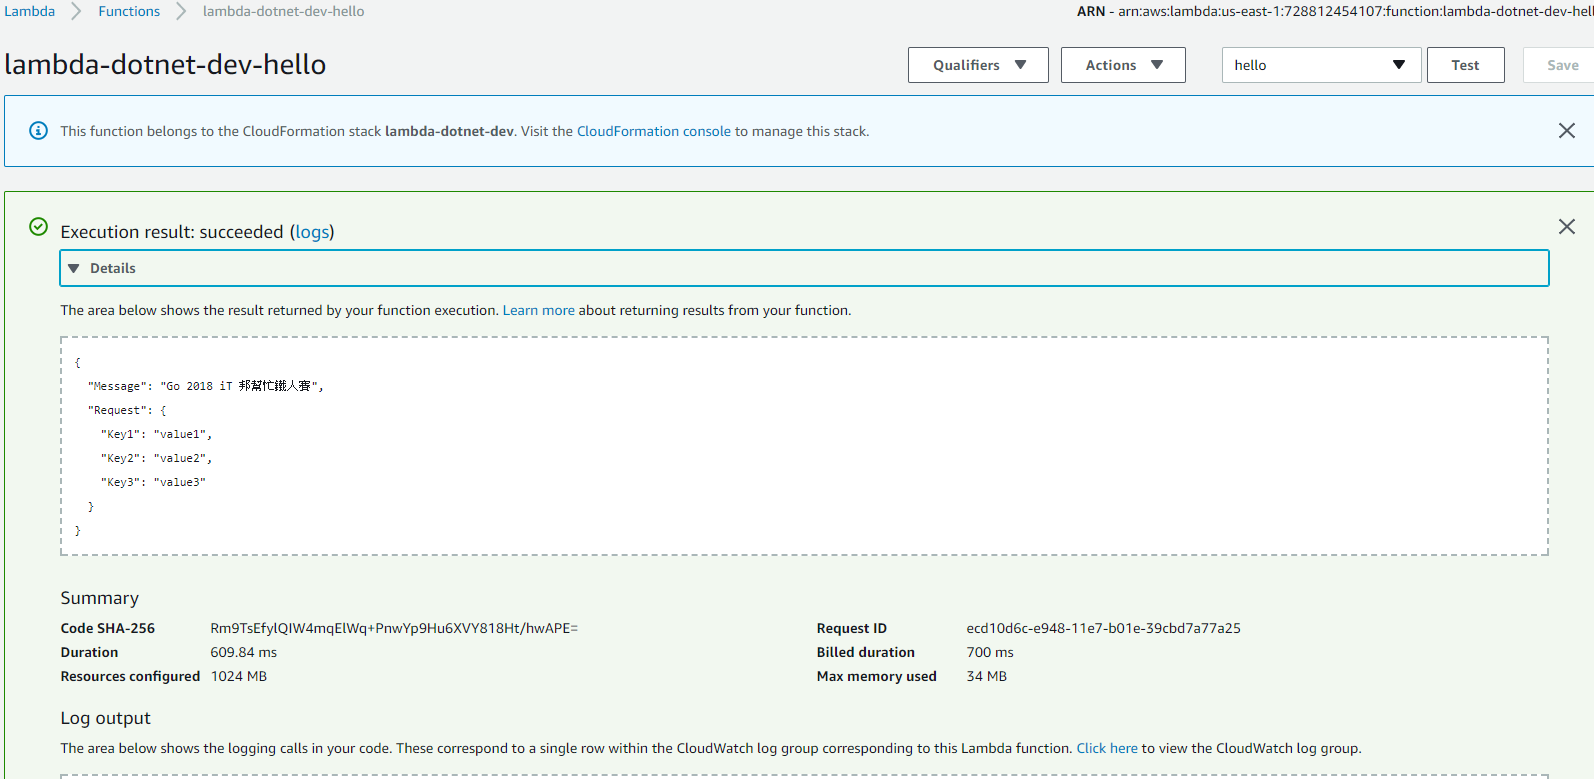 Lambda > Functions > lambda-dotnet-dev-hello
ARN - arn:aws:lambda:us-east-1:728812454107:function:lambda-dotnet-dev-hell
lambda-dotnet-dev-hello
Qualifiers Actions hello Test Save
This function belongs to the CloudFormation stack lambda-dotnet-dev. Visit the CloudFormation console to manage this stack.
Execution result: succeeded (logs)
Details
The area below shows the result returned by your function execution. Learn more about returning results from your function.
{
"Message": "Go 2018 iT 邦幫忙鐵人賽",
"Request": {
"Key1": "value1",
"Key2": "value2",
"Key3": "value3"
}
}
Summary
Code SHA-256 Rm9TsEfylQIW4mqElWq+PnwYp9Hu6XVY818Ht/hwAPE= Request ID ecd10d6c-e948-11e7-b01e-39cbd7a77a25
Duration 609.84 ms Billed duration 700 ms
Resources configured 1024 MB Max memory used 34 MB
Log output
The area below shows the logging calls in your code. These correspond to a single row within the CloudWatch log group corresponding to this Lambda function. Click here to view the CloudWatch log group.